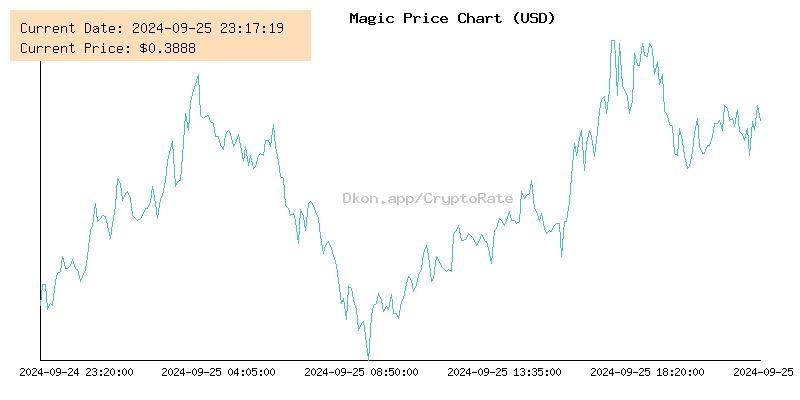 Magic Price Chart (USD)
Current Date: 2024-09-25 23:17:19
Current Price: $0.3888
Dkon.app/CryptoRate
2024-09-24 23:20:00 2024-09-25 04:05:00 2024-09-25 08:50:00 2024-09-25 13:35:00 2024-09-25 18:20:00 2024-09-25